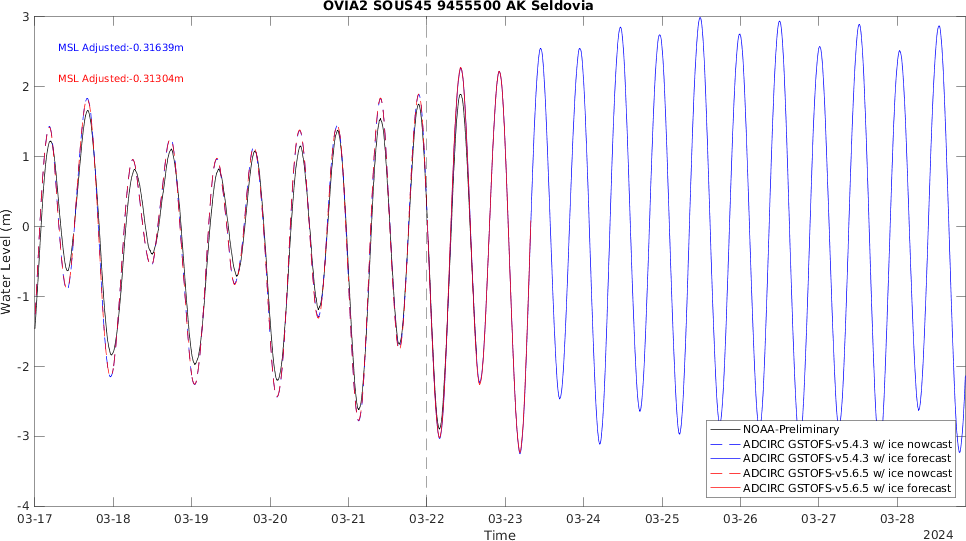 OVIA2 SOUS45 9455500 AK Seldovia
MSL Adjusted:-0.31639m
MSL Adjusted:-0.31304m
3
2
1
0
-1
-2
-3
-4
Water Level (m)
NOAA-Preliminary
ADCIRC GSTOFS-v5.4.3 w/ ice nowcast
ADCIRC GSTOFS-v5.4.3 w/ ice forecast
ADCIRC GSTOFS-v5.6.5 w/ ice nowcast
ADCIRC GSTOFS-v5.6.5 w/ ice forecast
03-17 03-18 03-19 03-20 03-21 03-22 03-23 03-24 03-25 03-26 03-27 03-28
Time
2024